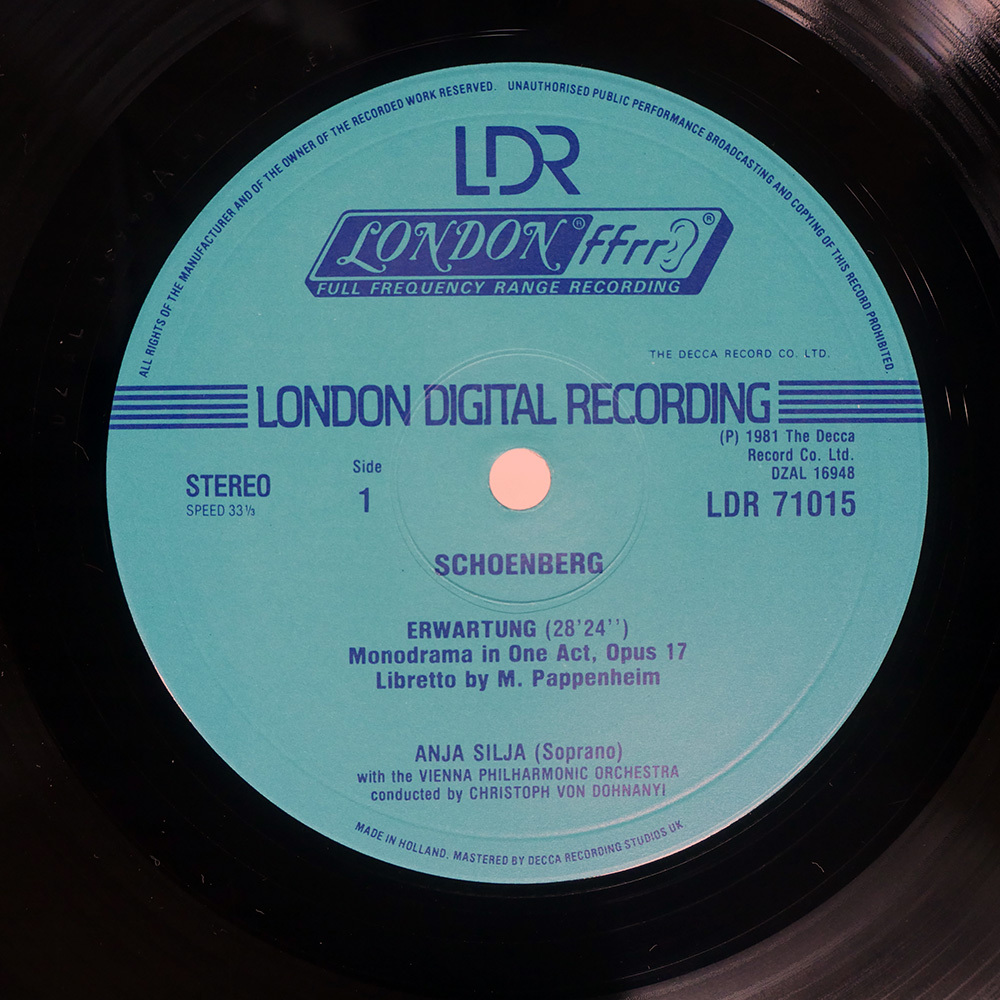 ALL RIGHTS OF THE MANUFACTURER AND OF THE OWNER OF THE RECORDED WORK RESERVED. UNAUTHORISED PUBLIC PERFORMANCE BROADCASTING AND COPYING OF THIS RECORD PROHIBITED.
LDR
LONDON® ffrr®
FULL FREQUENCY RANGE RECORDING
THE DECCA RECORD CO. LTD.
LONDON DIGITAL RECORDING
(P) 1981 The Decca
Record Co. Ltd.
DZAL 16948
LDR 71015
STEREO
SPEED 33⅓
Side
1
SCHOENBERG
ERWARTUNG (28'24'')
Monodrama in One Act, Opus 17
Libretto by M. Pappenheim
ANJA SILJA (Soprano)
with the VIENNA PHILHARMONIC ORCHESTRA
conducted by CHRISTOPH VON DOHNANYI
MADE IN HOLLAND. MASTERED BY DECCA RECORDING STUDIOS UK